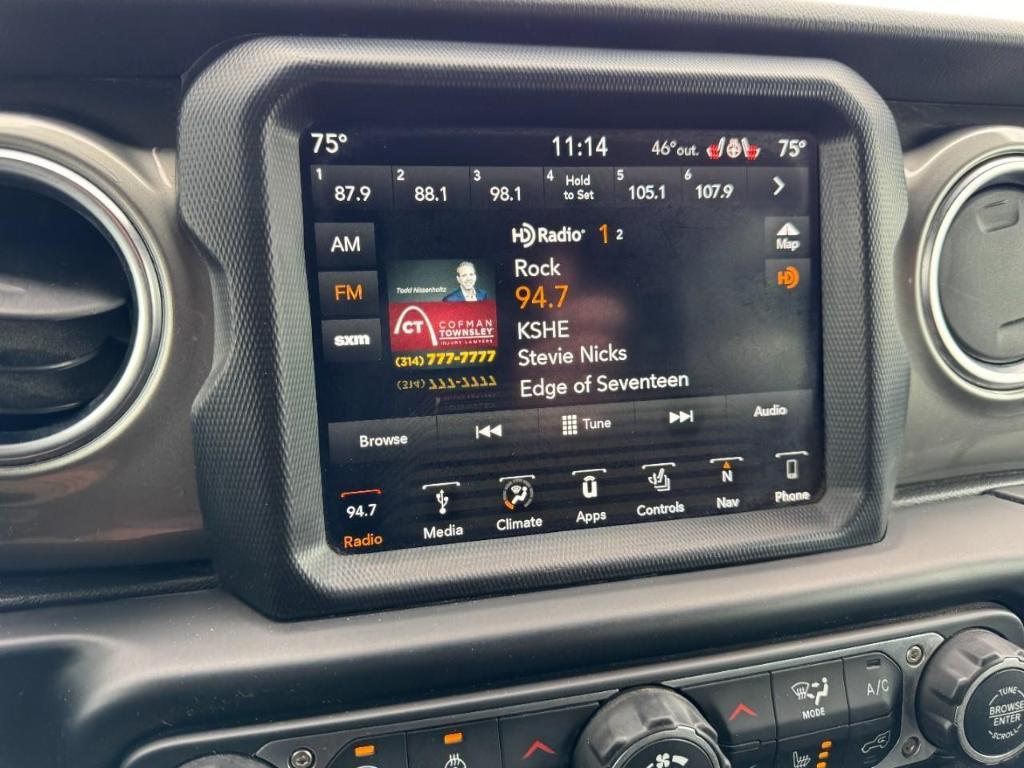 75° 11:14 46°out. 75°
1 87.9 2 88.1 3 98.1 4 Hold to Set 5 105.1 6 107.9
AM
FM
sxm
HD Radio 1 2
Map
HD
Rock
94.7
KSHE
Stevie Nicks
Edge of Seventeen
Todd Nissenholtz
CT COFMAN
TOWNSLEY
INJURY LAWYERS
(314) 777-7777
Browse Tune Audio
94.7
Radio Media Climate Apps Controls N Nav Phone
MODE
A/C
TUNE
BROWSE
ENTER
SCROLL